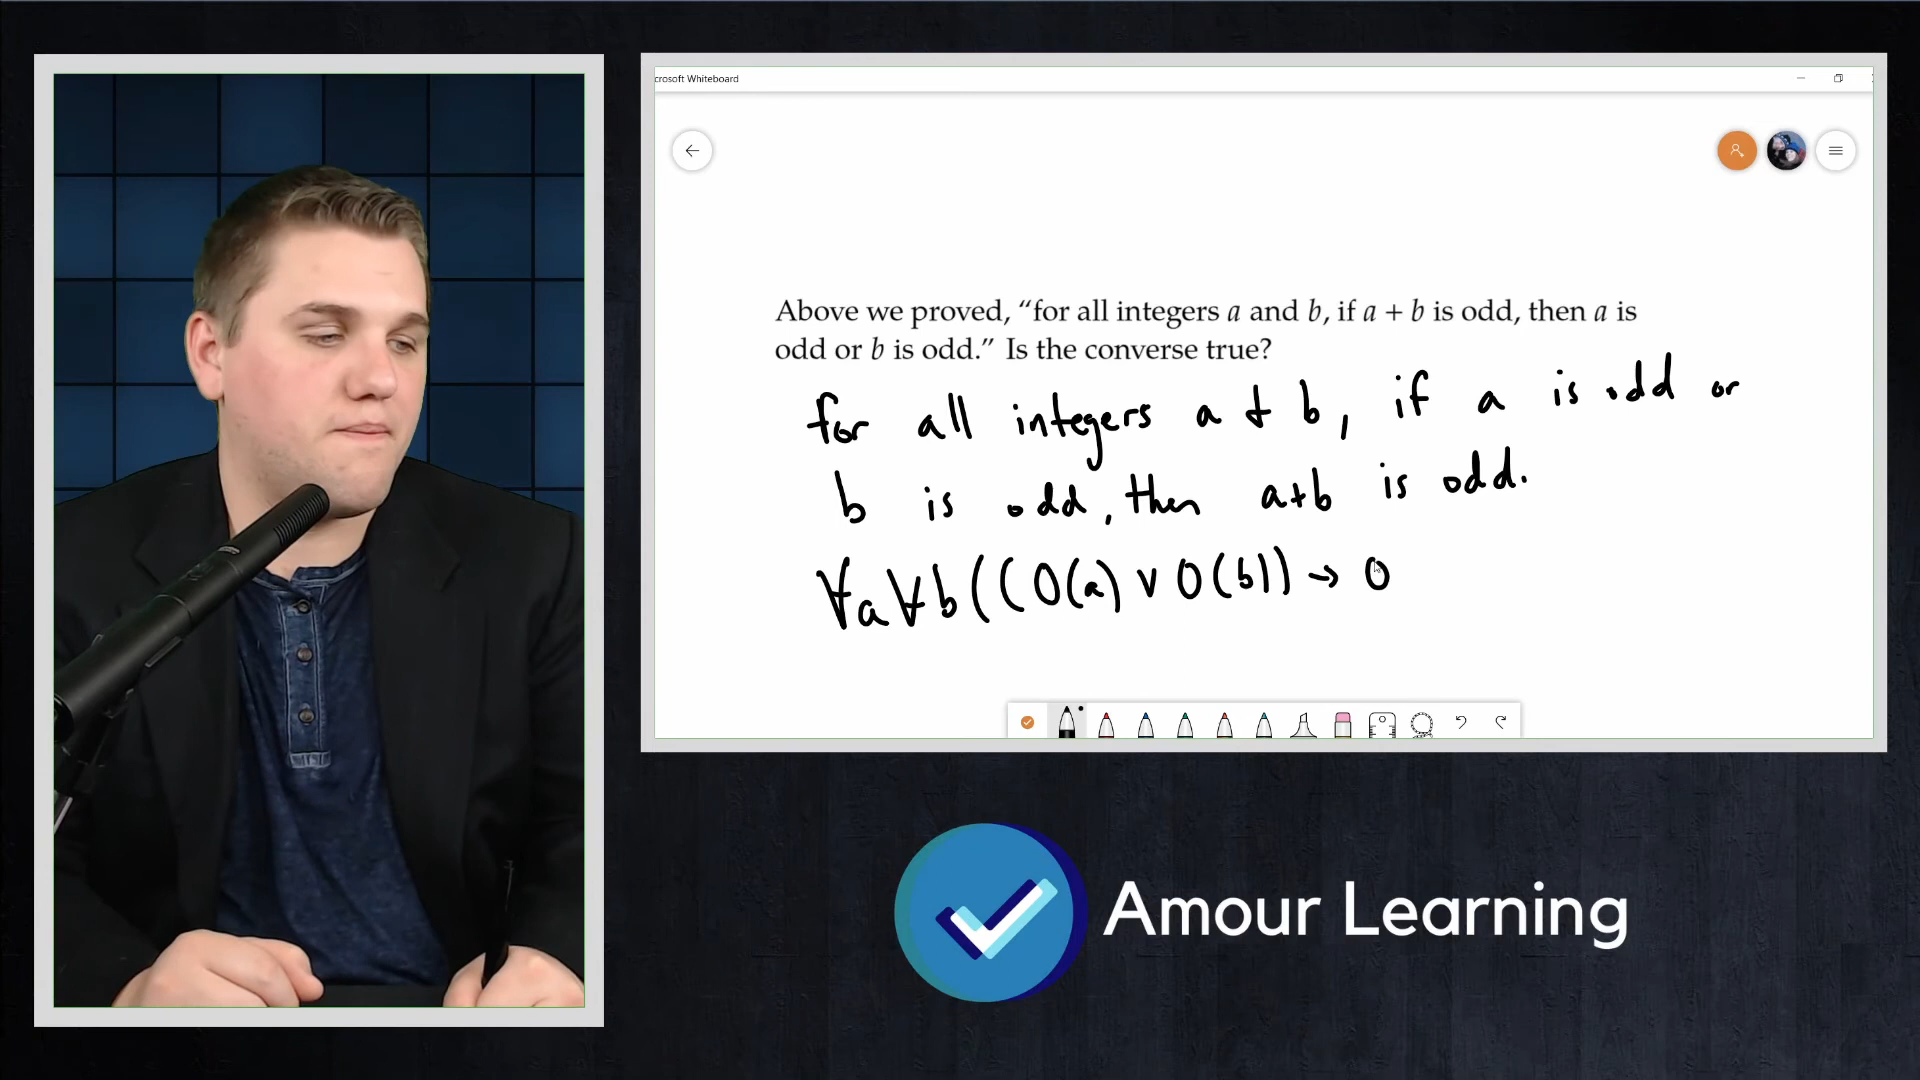 crosoft Whiteboard
Above we proved, “for all integers a and b, if a + b is odd, then a is
odd or b is odd.” Is the converse true?
for all integers a + b, if a is odd or
b is odd, then a+b is odd.
∀a∀b((O(a) ∨ O(b)) → O
Amour Learning